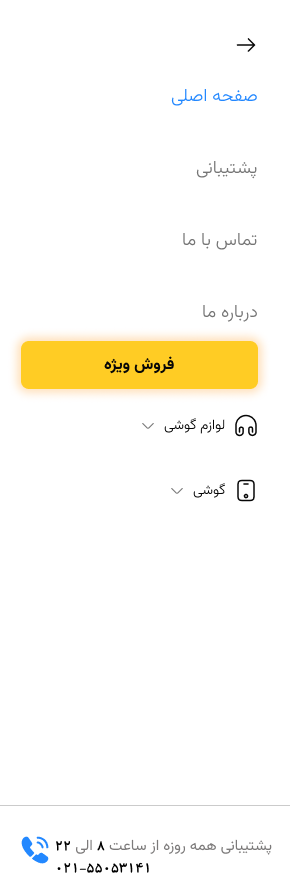 صفحه اصلی
پشتیبانی
تماس با ما
درباره ما
فروش ویژه
لوازم گوشی
گوشی
پشتیبانی همه روزه از ساعت ۸ الی ۲۲
۰۲۱-۵۵۰۵۳۱۴۱